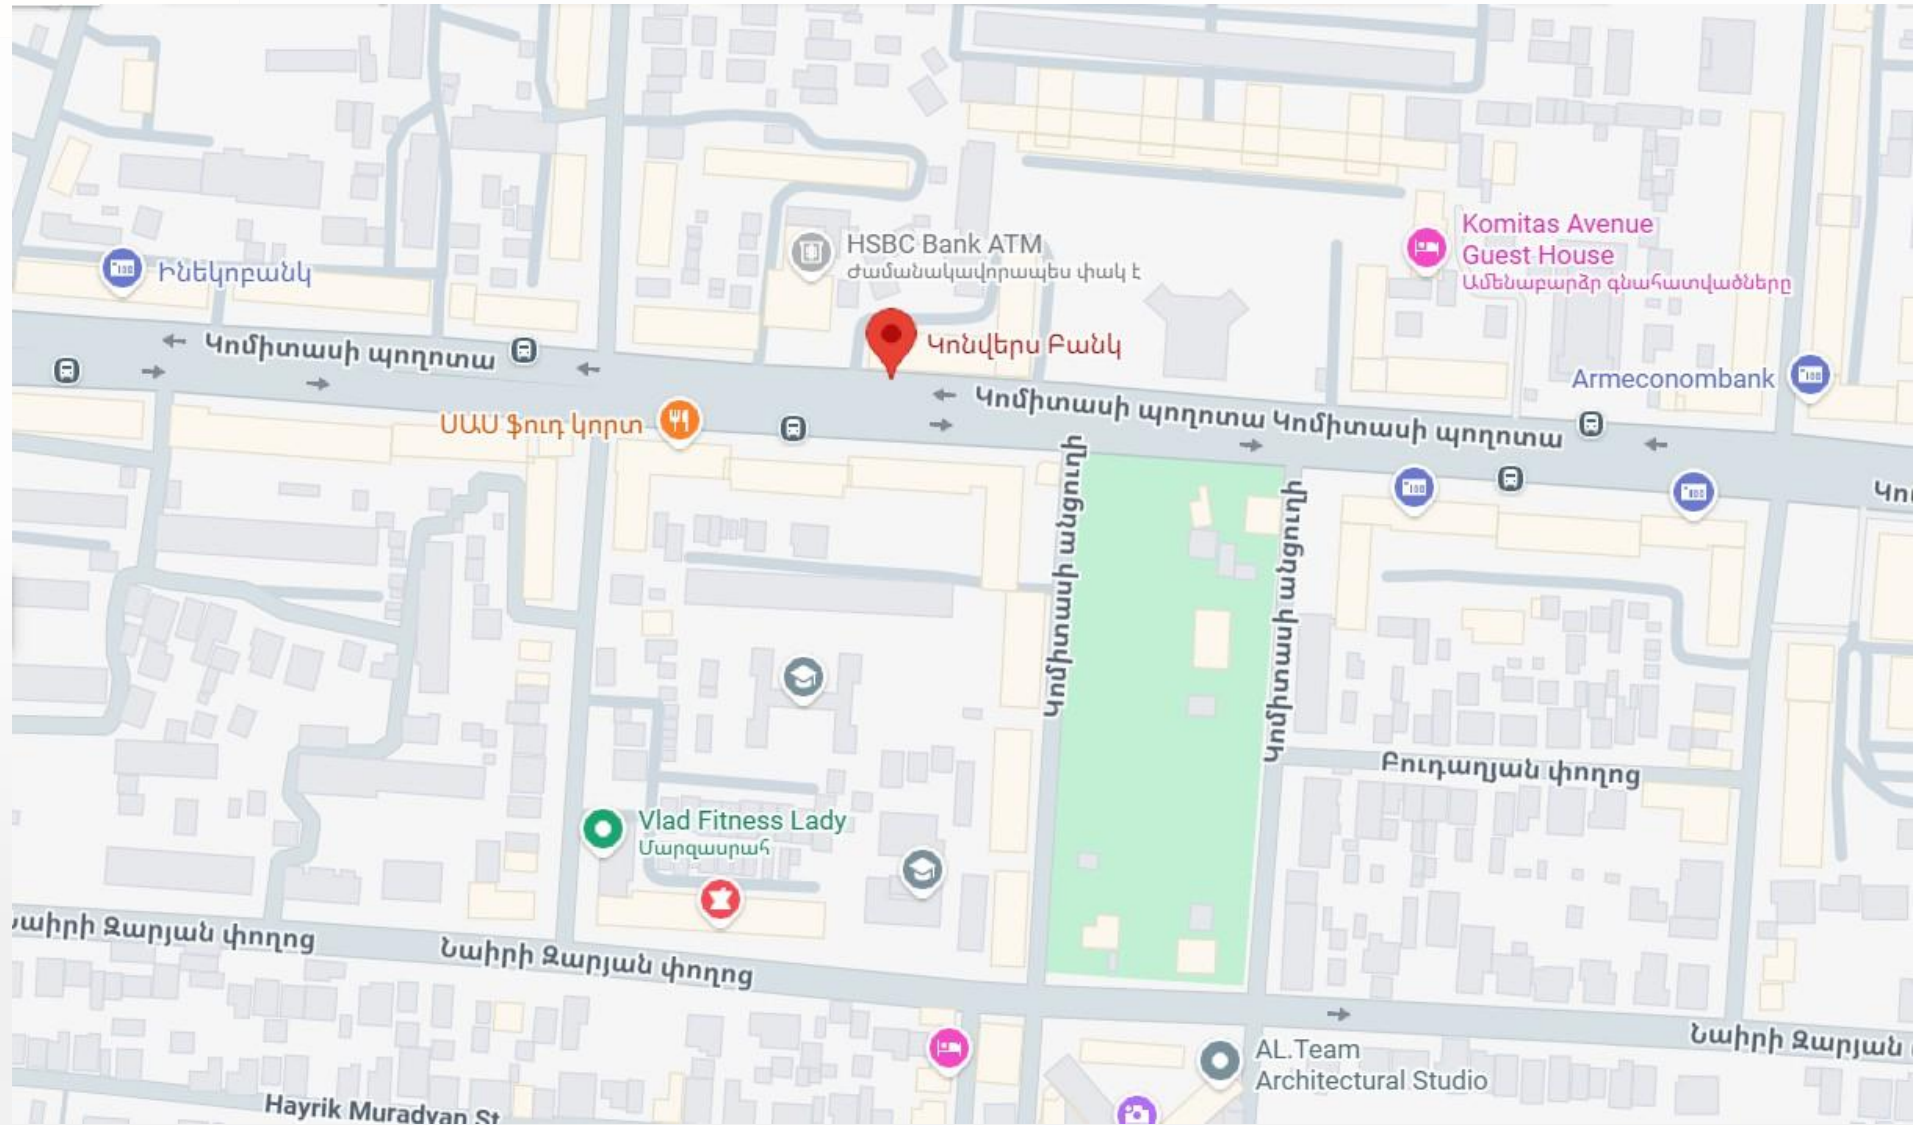 HSBC Bank ATM
Ժամանակավորապես փակ է
Komitas Avenue
Guest House
Ամենաբարձր գնահատվածները
Ինեկոբանկ
Կոմիտասի պողոտա
Կոնվերս Բանկ
Armeconombank
Կոմիտասի պողոտա
Կոմիտասի պողոտա
ՍԱՍ ֆուդ կորտ
Կոմիտասի անցուղի
Կոմիտասի անցուղի
Բուդաղյան փողոց
Vlad Fitness Lady
Մարզասրահ
Զարյան փողոց
Նաիրի Զարյան փողոց
Նաիրի Զարյան
AL.Team
Architectural Studio
Hayrik Muradyan St